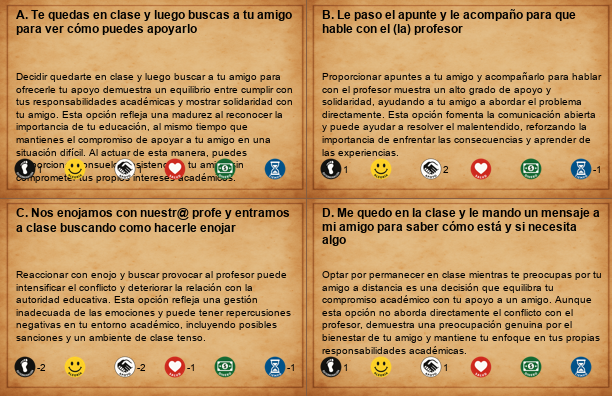 A. Te quedas en clase y luego buscas a tu amigo
para ver cómo puedes apoyarlo
Decidir quedarte en clase y luego buscar a tu amigo para
ofrecerle tu apoyo demuestra un equilibrio entre cumplir con
tus responsabilidades académicas y mostrar solidaridad con
tu amigo. Esta opción refleja una madurez al reconocer la
importancia de tu educación, al mismo tiempo que
mantienes el compromiso de apoyar a tu amigo en una
situación difícil. Al actuar de esta manera, puedes
tu amigo sin
tus propios intereses académicos.
B. Le paso el apunte y le acompaño para que
hable con el (la) profesor
Proporcionar apuntes a tu amigo y acompañarlo para hablar
con el profesor muestra un alto grado de apoyo y
solidaridad, ayudando a tu amigo a abordar el problema
directamente. Esta opción fomenta la comunicación abierta
y puede ayudar a resolver el malentendido, reforzando la
importancia de enfrentar las consecuencias y aprender de
las experiencias.
1 2 -1
C. Nos enojamos con nuestr@ profe y entramos
a clase buscando como hacerle enojar
Reaccionar con enojo y buscar provocar al profesor puede
intensificar el conflicto y deteriorar la relación con la
autoridad educativa. Esta opción refleja una gestión
inadecuada de las emociones y puede tener repercusiones
negativas en tu entorno académico, incluyendo posibles
sanciones y un ambiente de clase tenso.
-2 -2 -1 -1
D. Me quedo en la clase y le mando un mensaje a
mi amigo para saber cómo está y si necesita
algo
Optar por permanecer en clase mientras te preocupas por tu
amigo a distancia es una decisión que equilibra tu
compromiso académico con tu apoyo a un amigo. Aunque
esta opción no aborda directamente el conflicto con el
profesor, demuestra una preocupación genuina por el
bienestar de tu amigo y mantiene tu enfoque en tus propias
responsabilidades académicas.
1 1